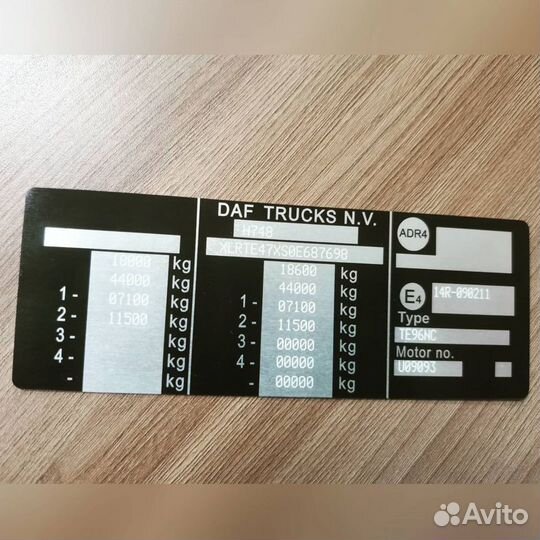 DAF TRUCKS N.V.
H748
XLRTE47XS0E687698
18000 kg
44000 kg
1- 07100 kg
2- 11500 kg
3- kg
4- kg
- kg
18600 kg
44000 kg
1- 07100 kg
2- 11500 kg
3- 00000 kg
4- 00000 kg
- 00000 kg
ADR4
E4 14R-090211
Type
TE96NC
Motor no.
U09093
Avito